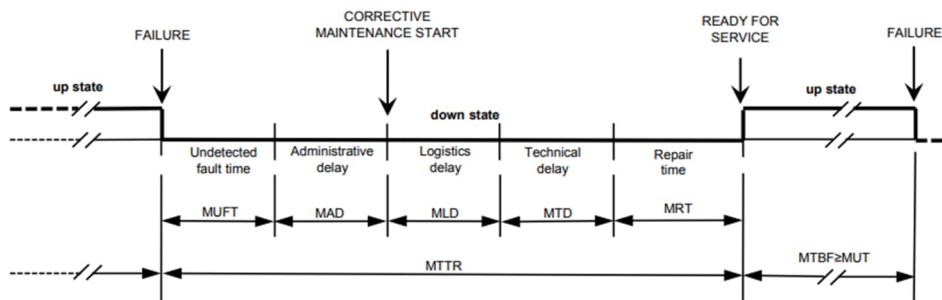 CORRECTIVE
MAINTENANCE START
READY FOR
SERVICE
FAILURE
FAILURE
up state
up state
down state
Undetected
fault time
Administrative
delay
Logistics
delay
Technical
delay
Repair
time
MUFT
MAD
MLD
MTD
MRT
MTTR
MTBF≥MUT